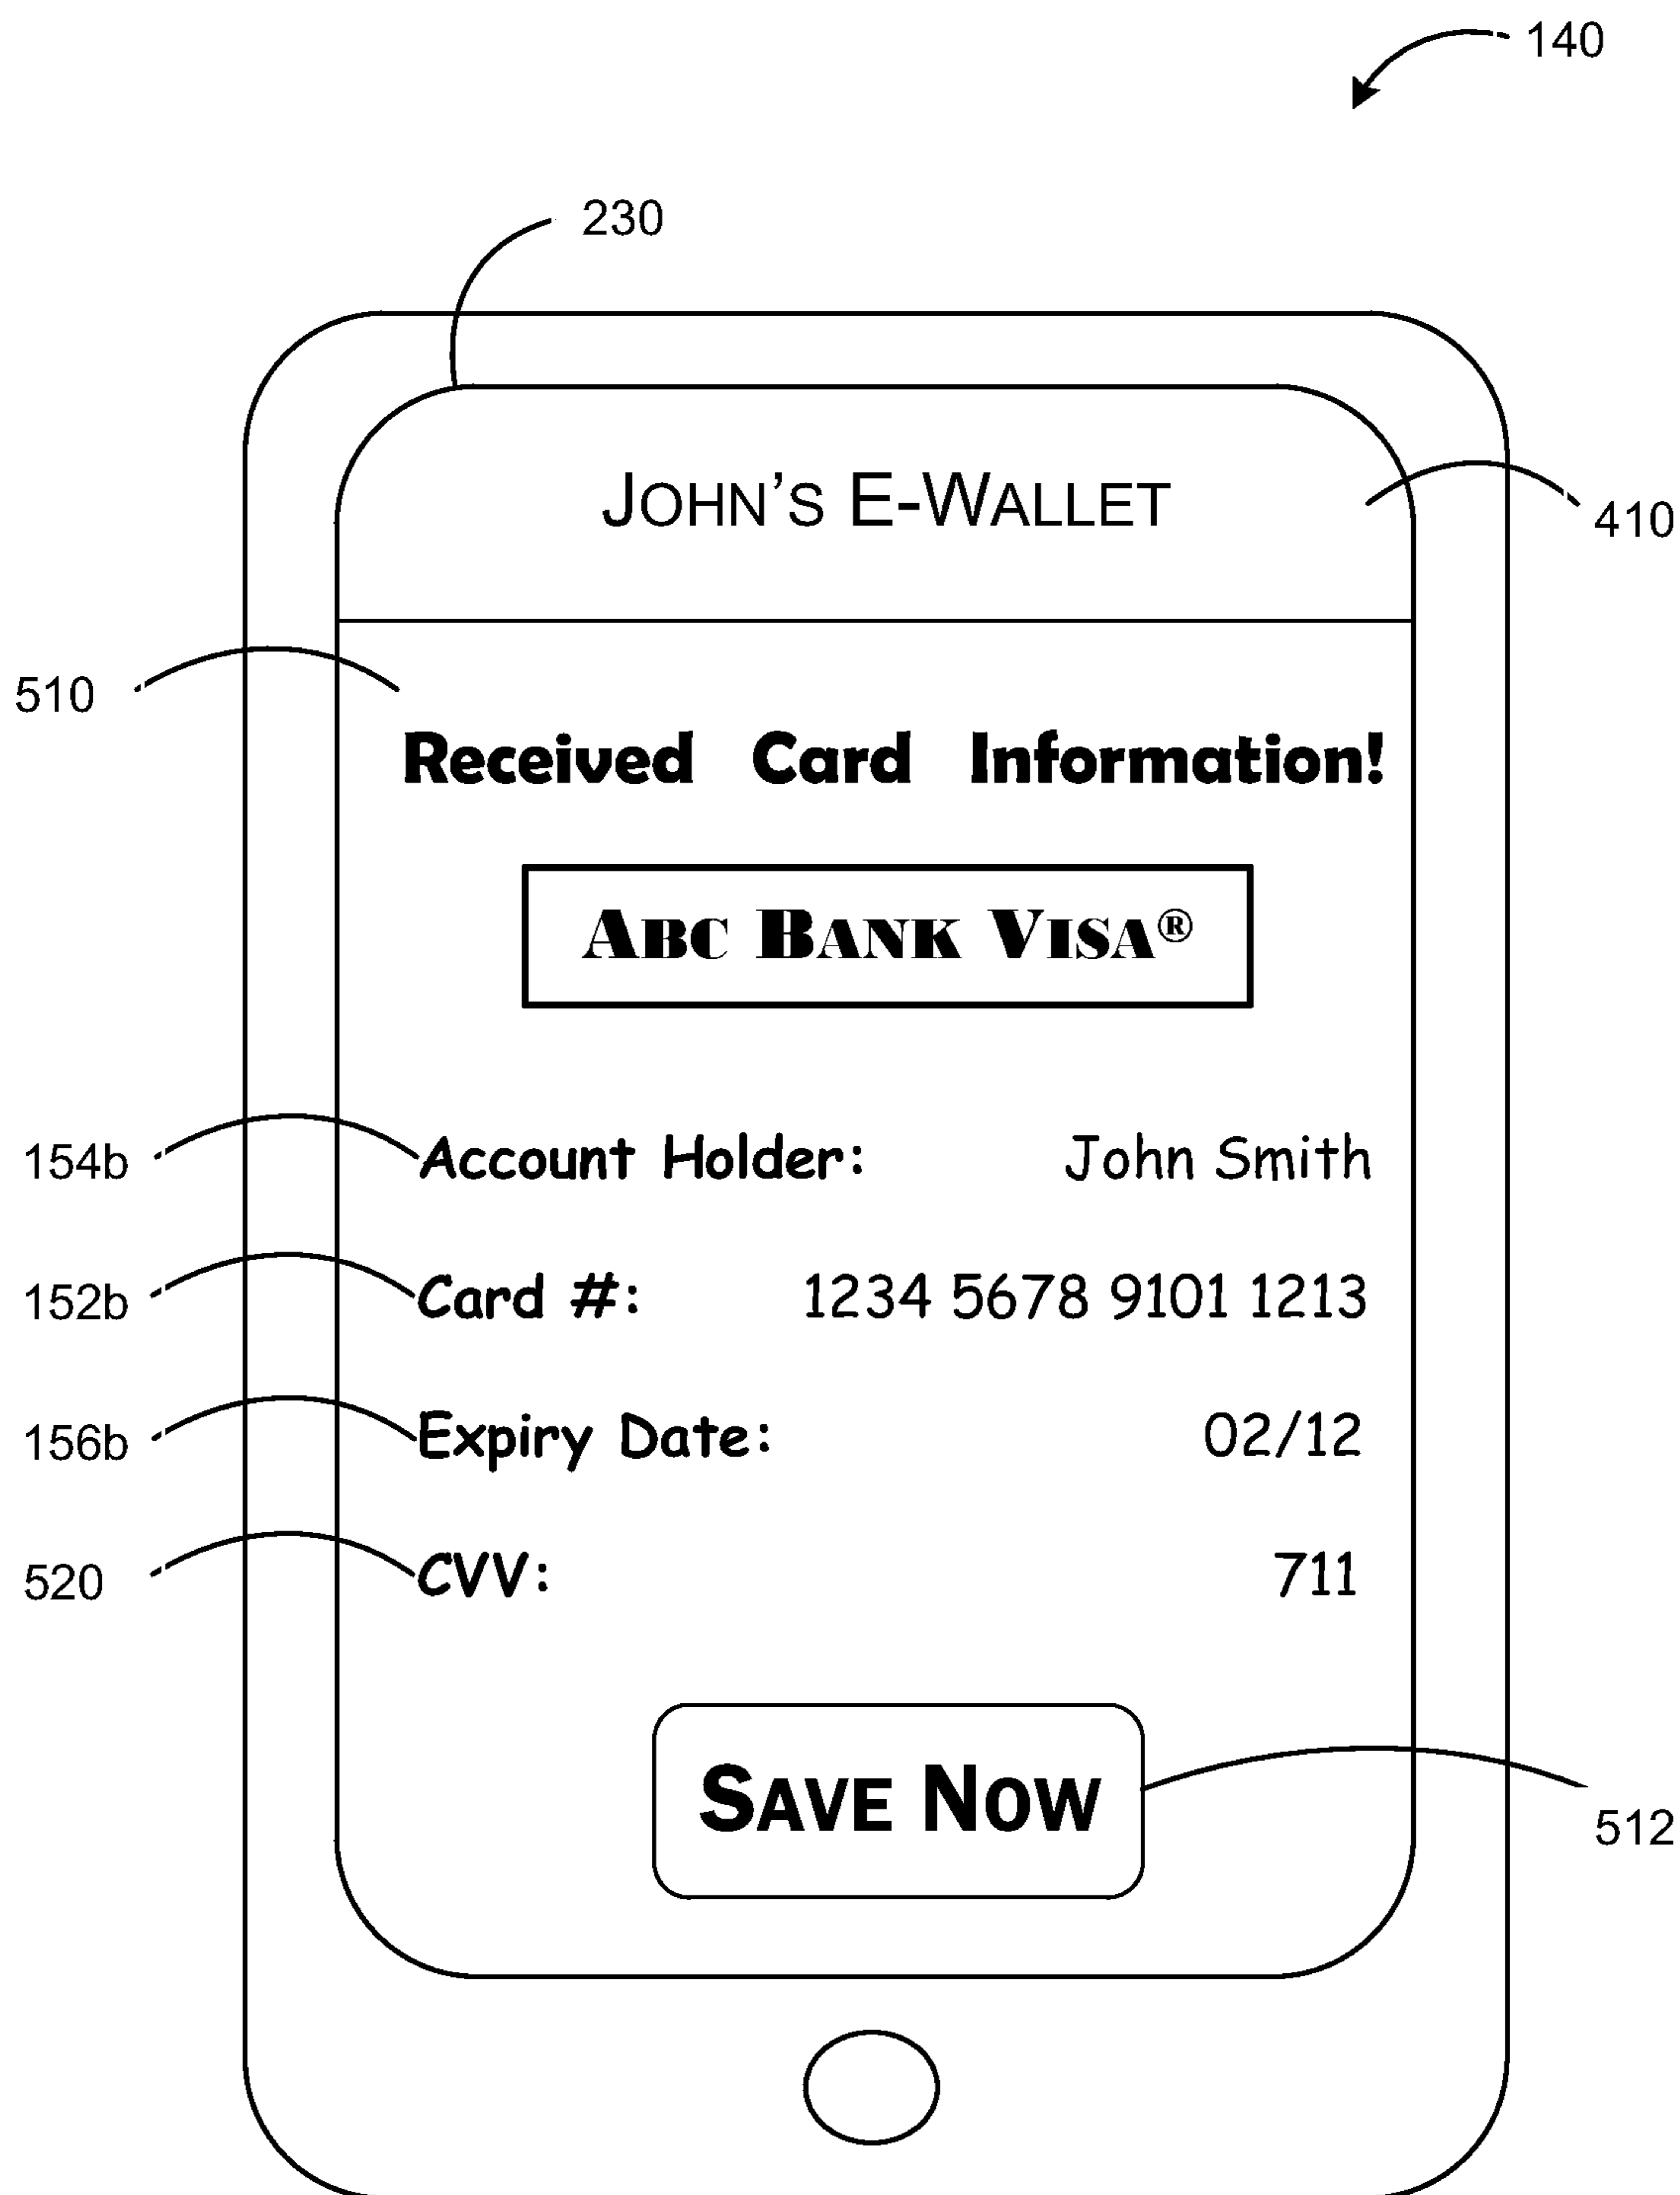 140
230
JOHN'S E-WALLET
410
510
Received Card Information!
ABC BANK VISA®
154b Account Holder: John Smith
152b Card #: 1234 5678 9101 1213
156b Expiry Date: 02/12
520 CVV: 711
SAVE NOW
512